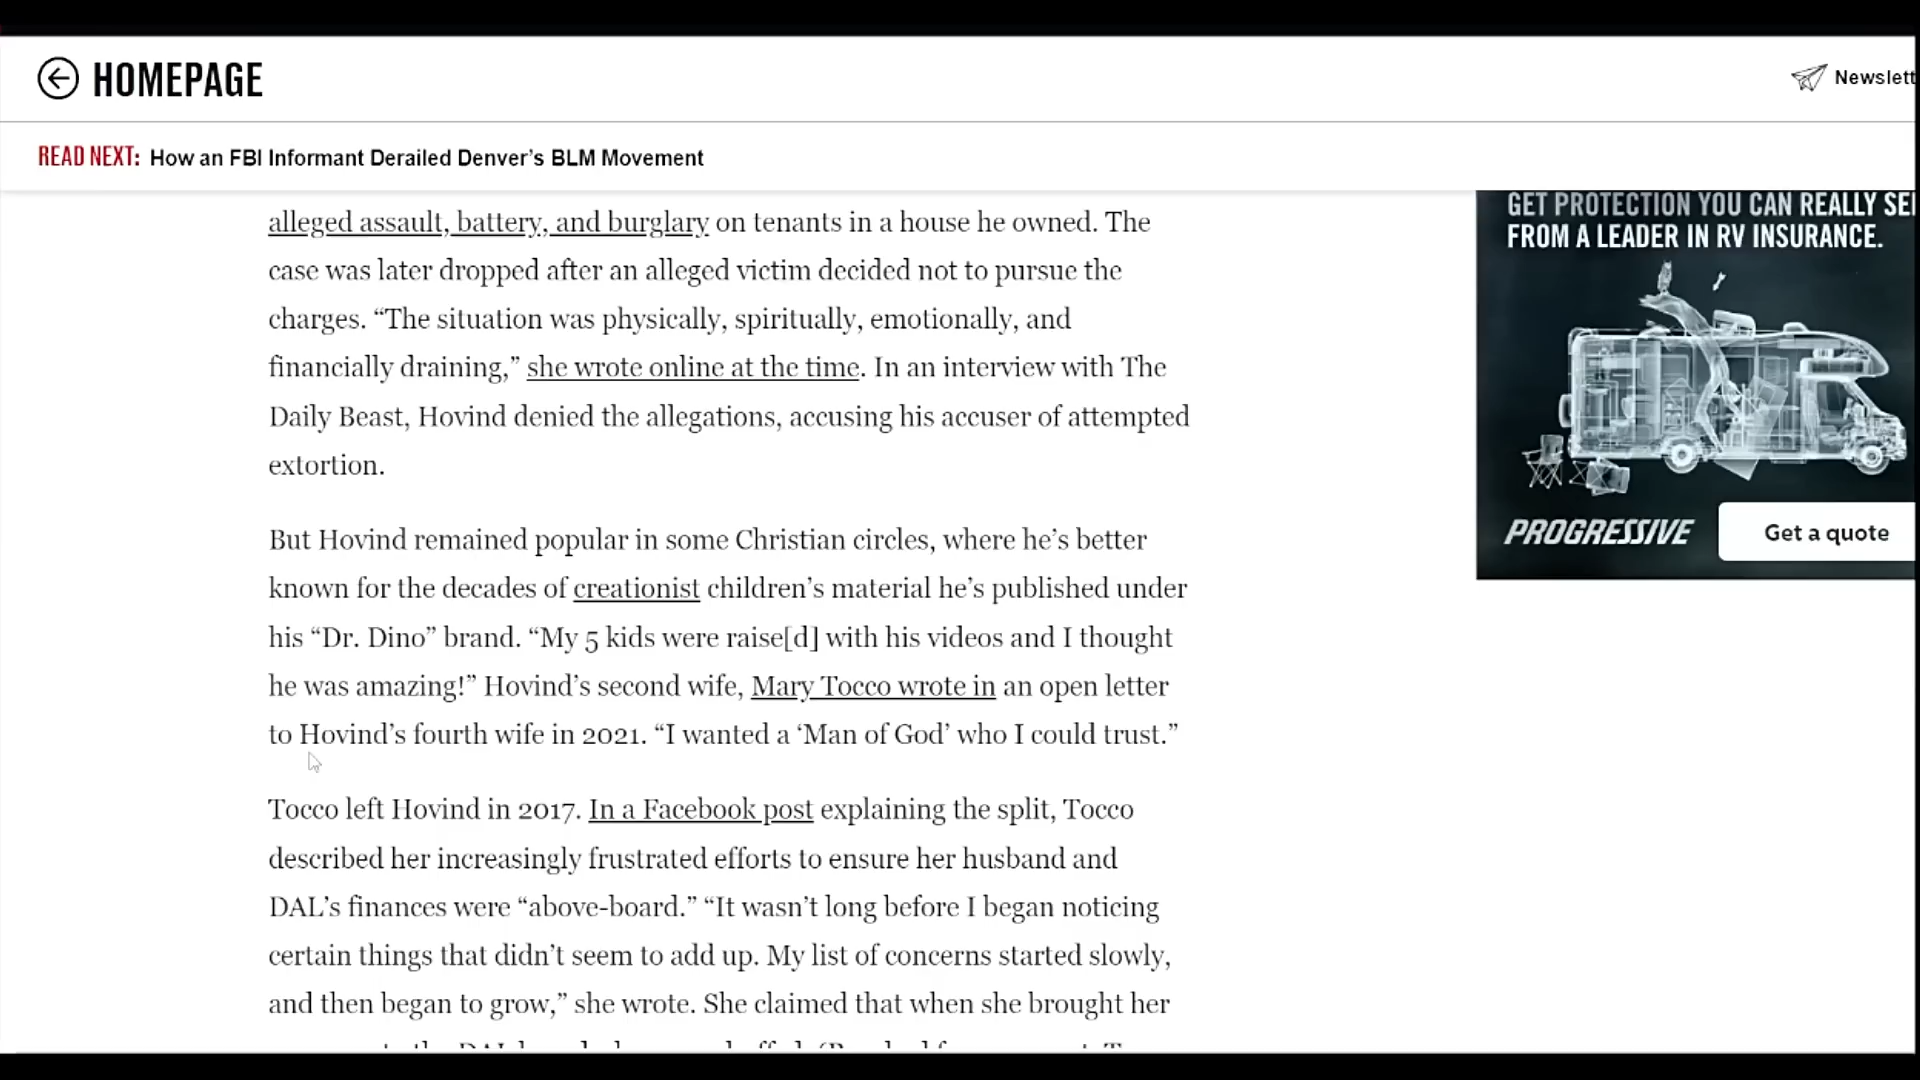 HOMEPAGE
Newslett
READ NEXT: How an FBI Informant Derailed Denver’s BLM Movement
alleged assault, battery, and burglary on tenants in a house he owned. The
case was later dropped after an alleged victim decided not to pursue the
charges. “The situation was physically, spiritually, emotionally, and
financially draining,” she wrote online at the time. In an interview with The
Daily Beast, Hovind denied the allegations, accusing his accuser of attempted
extortion.
But Hovind remained popular in some Christian circles, where he’s better
known for the decades of creationist children’s material he’s published under
his “Dr. Dino” brand. “My 5 kids were raise[d] with his videos and I thought
he was amazing!” Hovind’s second wife, Mary Tocco wrote in an open letter
to Hovind’s fourth wife in 2021. “I wanted a ‘Man of God’ who I could trust.”
Tocco left Hovind in 2017. In a Facebook post explaining the split, Tocco
described her increasingly frustrated efforts to ensure her husband and
DAL’s finances were “above-board.” “It wasn’t long before I began noticing
certain things that didn’t seem to add up. My list of concerns started slowly,
and then began to grow,” she wrote. She claimed that when she brought her
GET PROTECTION YOU CAN REALLY SE
FROM A LEADER IN RV INSURANCE.
PROGRESSIVE
Get a quote